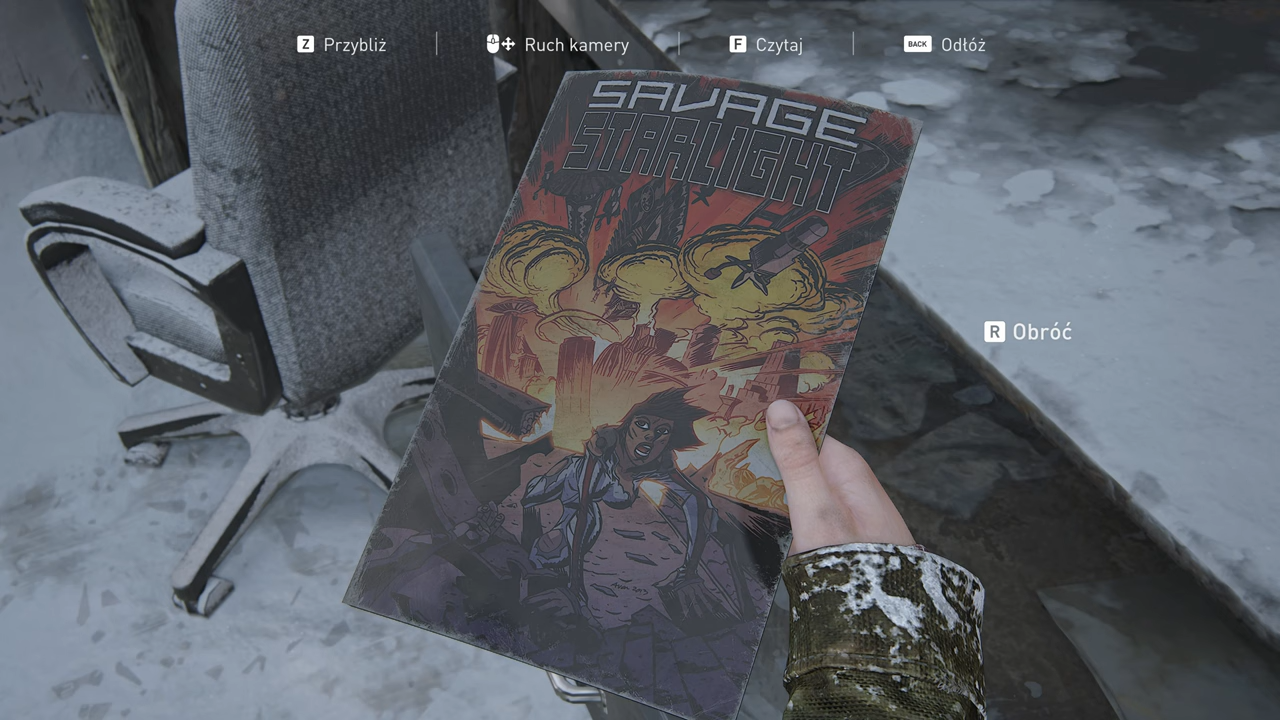 Z Przybliż
Ruch kamery
F Czytaj
BACK Odłóż
SAVAGE
STARLIGHT
R Obróć